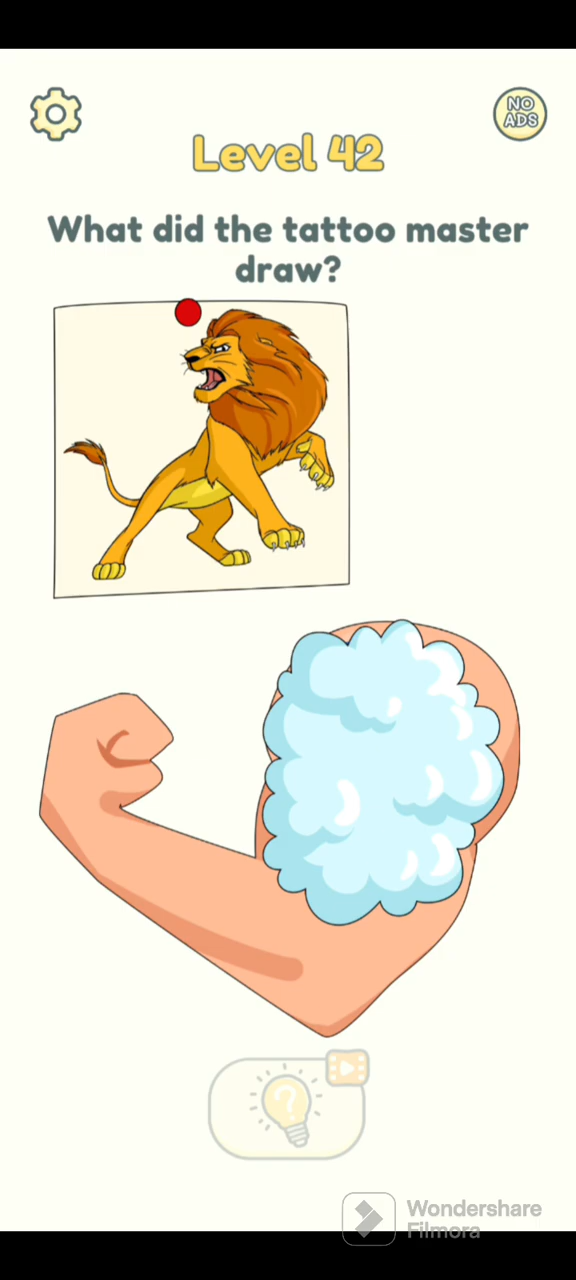 NO
ADS
Level 42
What did the tattoo master
draw?
?
Wondershare
Filmora